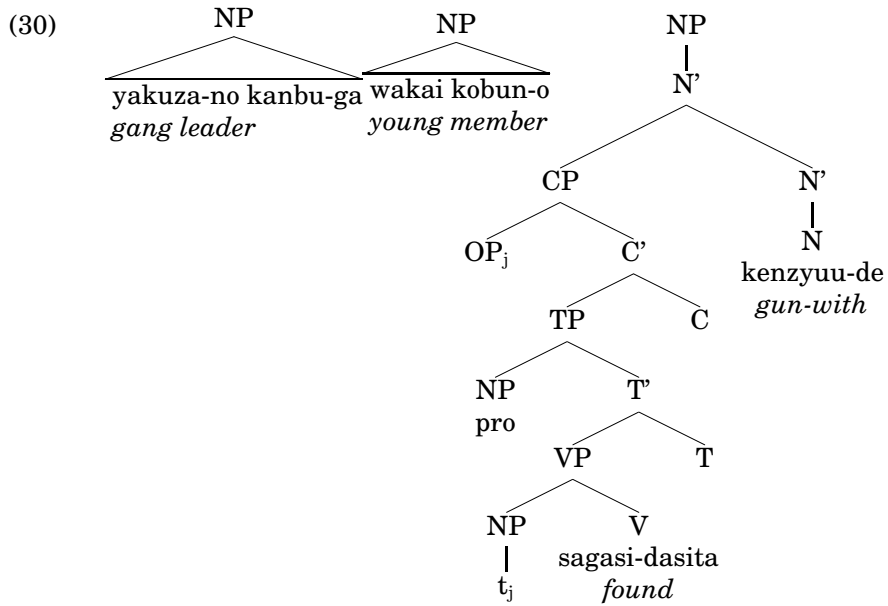 (30) NP NP NP
N'
yakuza-no kanbu-ga wakai kobun-o
gang leader young member
CP N'
OPj C' N
kenzyuu-de
gun-with
TP C
NP T'
pro
VP T
NP V
tj sagasi-dasita
found